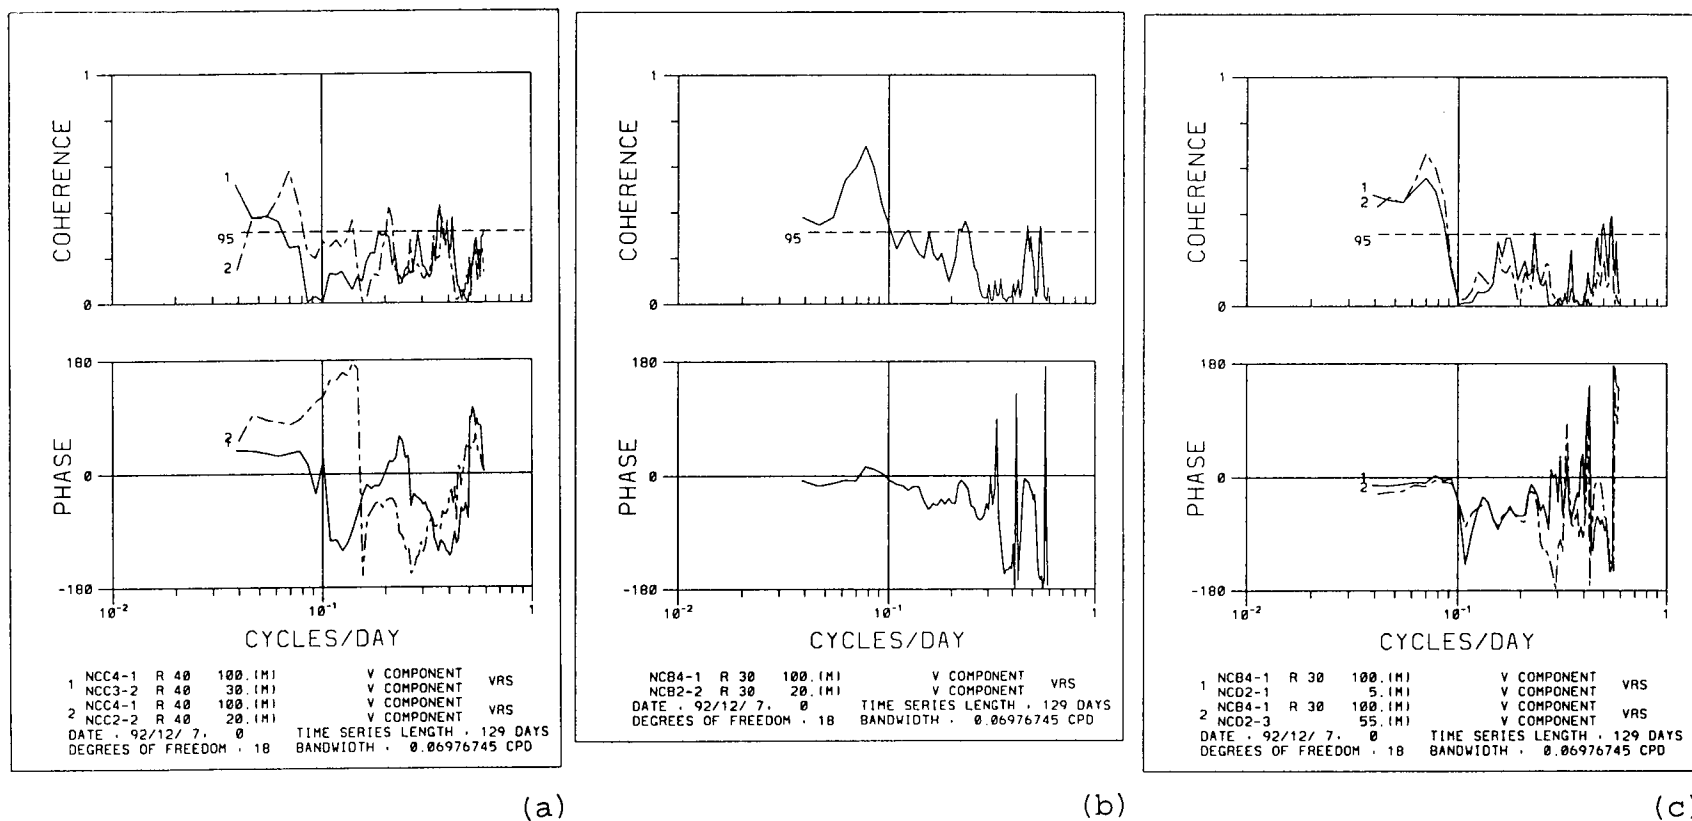 1
COHERENCE
1
95
2
0
180
PHASE
2
0
-180
10-2
10-1
1
CYCLES/DAY
1 NCC4-1 R 40 100.(M) V COMPONENT VRS
NCC3-2 R 40 30.(M) V COMPONENT
2 NCC4-1 R 40 100.(M) V COMPONENT VRS
NCC2-2 R 40 20.(M) V COMPONENT
DATE , 92/12/ 7, 0 TIME SERIES LENGTH , 129 DAYS
DEGREES OF FREEDOM , 18 BANDWIDTH , 0.06976745 CPD
(a)
1
COHERENCE
95
0
180
PHASE
0
-180
10-2
10-1
1
CYCLES/DAY
NCB4-1 R 30 100.(M) V COMPONENT VRS
NCB2-2 R 30 20.(M) V COMPONENT
DATE , 92/12/ 7, 0 TIME SERIES LENGTH , 129 DAYS
DEGREES OF FREEDOM , 18 BANDWIDTH , 0.06976745 CPD
(b)
1
COHERENCE
1
2
95
0
180
PHASE
1
2
0
-180
10-2
10-1
1
CYCLES/DAY
1 NCB4-1 R 30 100.(M) V COMPONENT VRS
NCD2-1 5.(M) V COMPONENT
2 NCB4-1 R 30 100.(M) V COMPONENT VRS
NCD2-3 55.(M) V COMPONENT
DATE , 92/12/ 7, 0 TIME SERIES LENGTH , 129 DAYS
DEGREES OF FREEDOM , 18 BANDWIDTH , 0.06976745 CPD
(c)